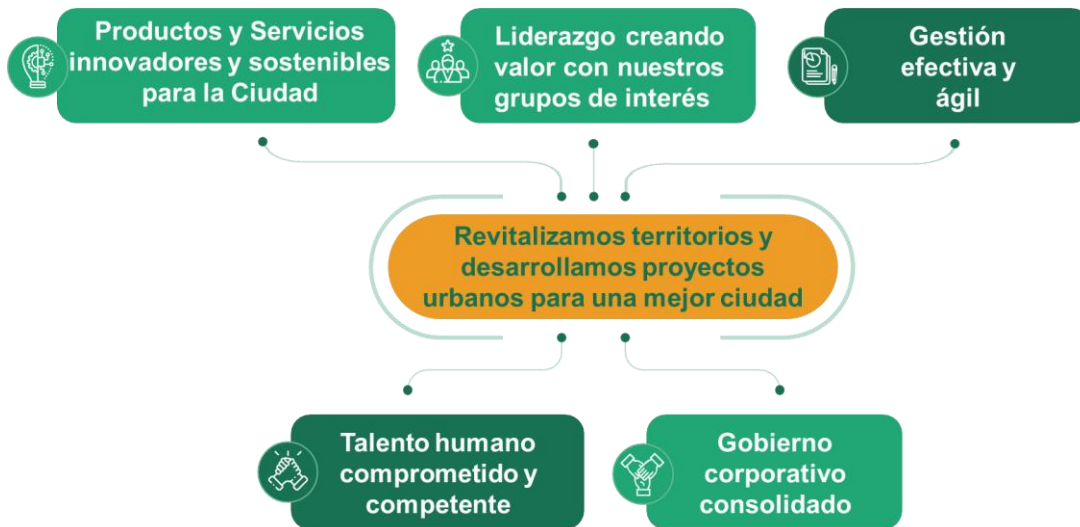 Productos y Servicios
innovadores y sostenibles
para la Ciudad
Liderazgo creando
valor con nuestros
grupos de interés
Gestión
efectiva y
ágil
Revitalizamos territorios y
desarrollamos proyectos
urbanos para una mejor ciudad
Talento humano
comprometido y
competente
Gobierno
corporativo
consolidado